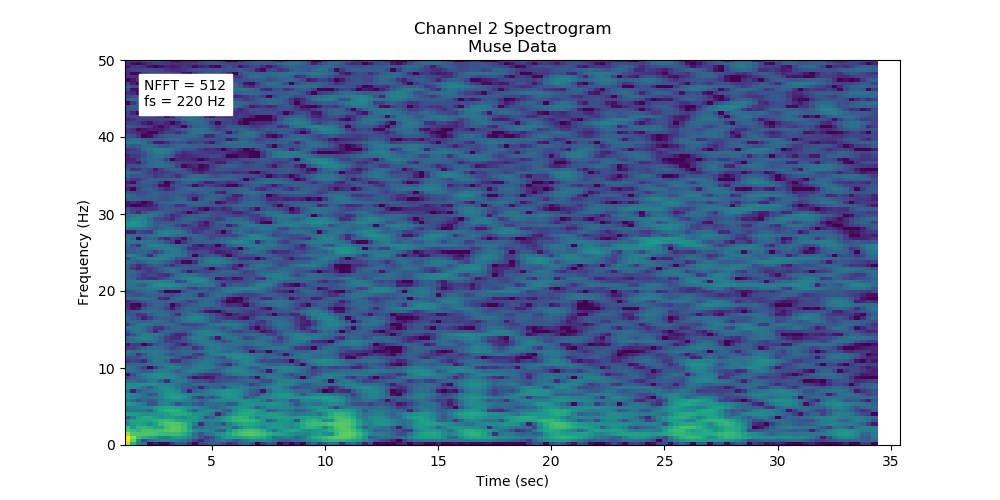 Channel 2 Spectrogram
Muse Data
NFFT = 512
fs = 220 Hz
Frequency (Hz)
50
40
30
20
10
0
5
10
15
20
25
30
35
Time (sec)